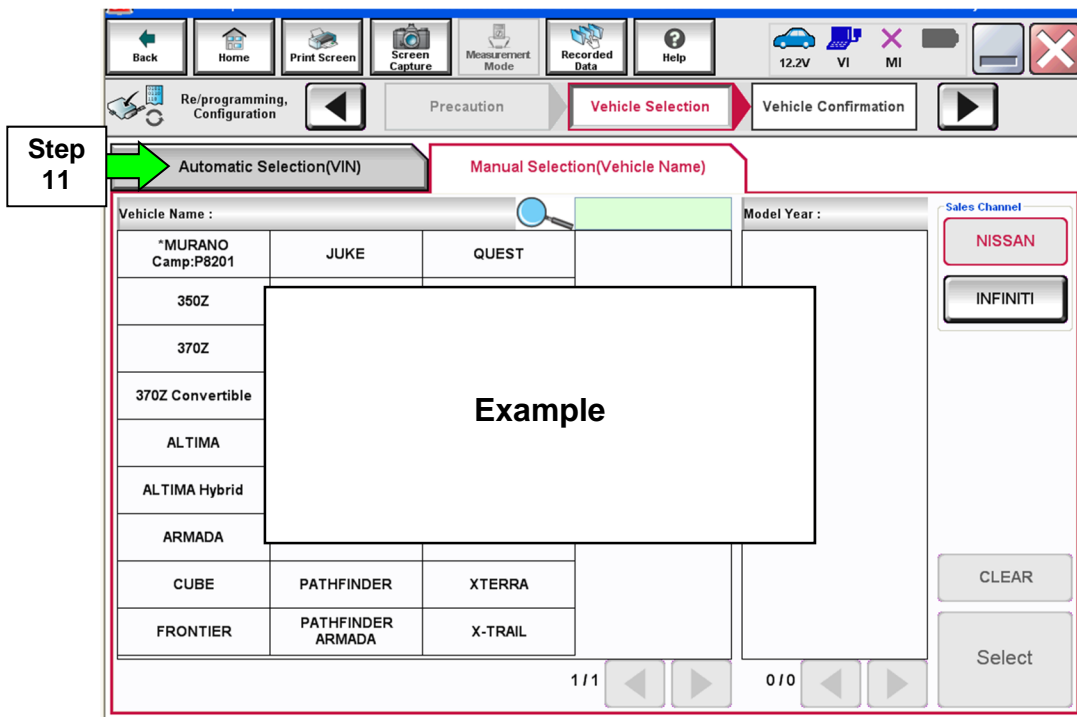 Back
Home
Print Screen
Screen
Capture
Measurement
Mode
Recorded
Data
Help
12.2V
VI
MI
Re/programming,
Configuration
Precaution
Vehicle Selection
Vehicle Confirmation
Step
11
Automatic Selection(VIN)
Manual Selection(Vehicle Name)
Vehicle Name :
Model Year :
Sales Channel
*MURANO
Camp:P8201
JUKE
QUEST
NISSAN
350Z
INFINITI
370Z
370Z Convertible
Example
ALTIMA
ALTIMA Hybrid
ARMADA
CUBE
PATHFINDER
XTERRA
CLEAR
FRONTIER
PATHFINDER
ARMADA
X-TRAIL
Select
1/1
0/0